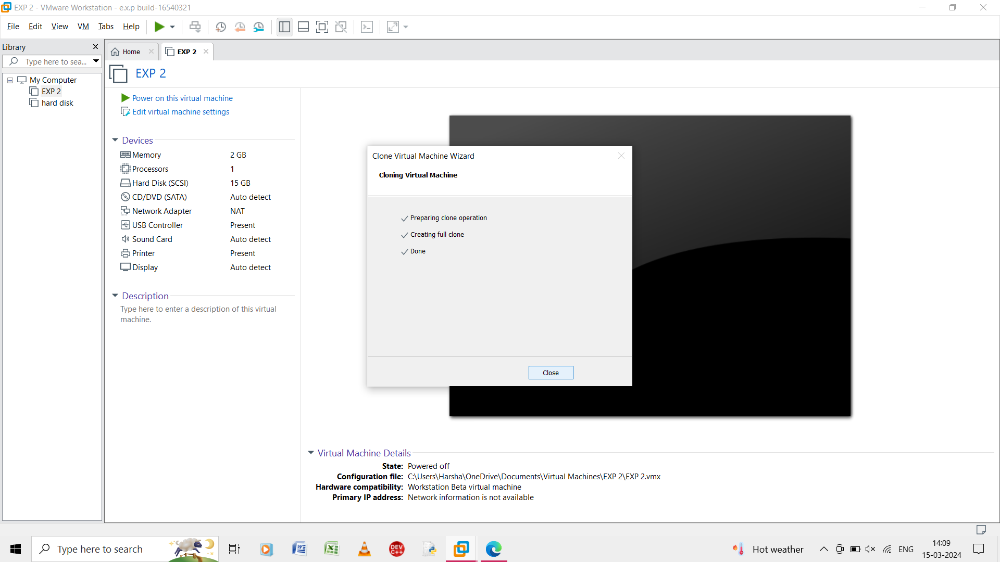 EXP 2 - VMware Workstation - e.x.p build-16540321
File Edit View VM Tabs Help
Library
Type here to sea...
My Computer
EXP 2
hard disk
Home
EXP 2
EXP 2
Power on this virtual machine
Edit virtual machine settings
Devices
Memory 2 GB
Processors 1
Hard Disk (SCSI) 15 GB
CD/DVD (SATA) Auto detect
Network Adapter NAT
USB Controller Present
Sound Card Auto detect
Printer Present
Display Auto detect
Description
Type here to enter a description of this virtual
machine.
Clone Virtual Machine Wizard
Cloning Virtual Machine
Preparing clone operation
Creating full clone
Done
Close
Virtual Machine Details
State: Powered off
Configuration file: C:\Users\Harsha\OneDrive\Documents\Virtual Machines\EXP 2\EXP 2.vmx
Hardware compatibility: Workstation Beta virtual machine
Primary IP address: Network information is not available
Type here to search
DEV
C++
Hot weather
ENG
14:09
15-03-2024